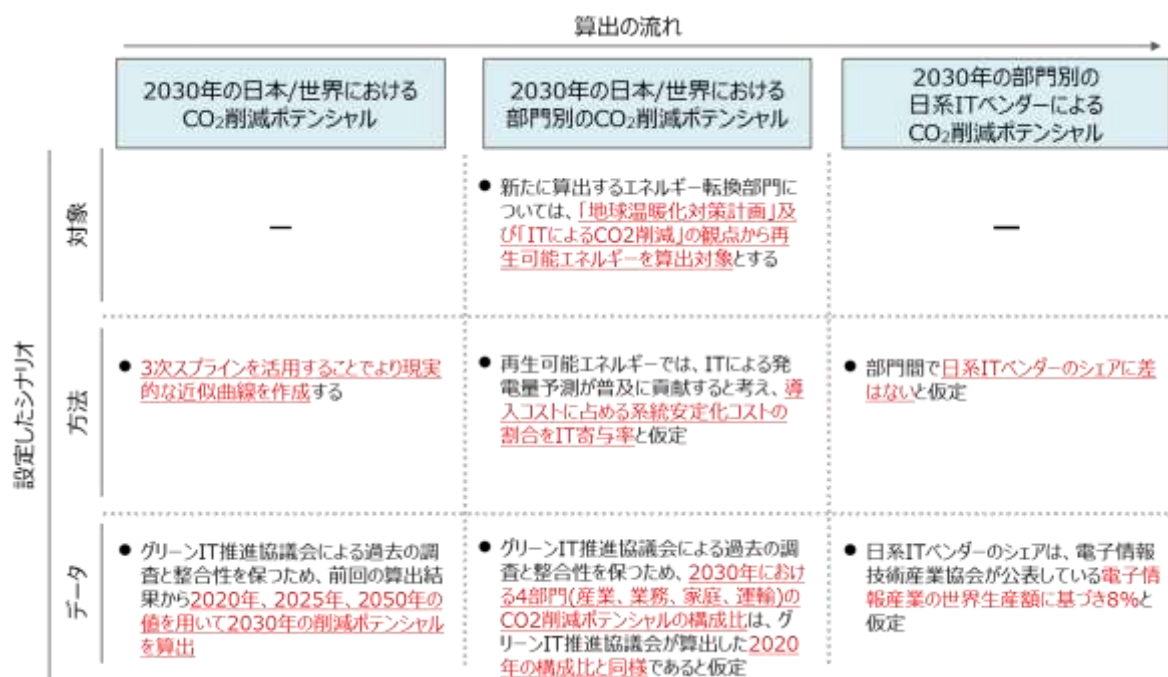 算出の流れ
2030年の日本/世界における
CO₂削減ポテンシャル
2030年の日本/世界における
部門別のCO₂削減ポテンシャル
2030年の部門別の
日系ITベンダーによる
CO₂削減ポテンシャル
設定したシナリオ
対象
—
● 新たに算出するエネルギー転換部門に
ついては、「地球温暖化対策計画」及
び「ITによるCO2削減」の観点から再
生可能エネルギーを算出対象とする
—
方法
● 3次スプラインを活用することでより現実
的な近似曲線を作成する
● 再生可能エネルギーでは、ITによる発
電量予測が普及に貢献すると考え、導
入コストに占める系統安定化コストの
割合をIT寄与率と仮定
● 部門間で日系ITベンダーのシェアに差
はないと仮定
データ
● グリーンIT推進協議会による過去の調
査と整合性を保つため、前回の算出結
果から2020年、2025年、2050年の
値を用いて2030年の削減ポテンシャル
を算出
● グリーンIT推進協議会による過去の調
査と整合性を保つため、2030年におけ
る4部門(産業、業務、家庭、運輸)の
CO2削減ポテンシャルの構成比は、グ
リーンIT推進協議会が算出した2020
年の構成比と同様であると仮定
● 日系ITベンダーのシェアは、電子情報
技術産業協会が公表している電子情
報産業の世界生産額に基づき8%と
仮定